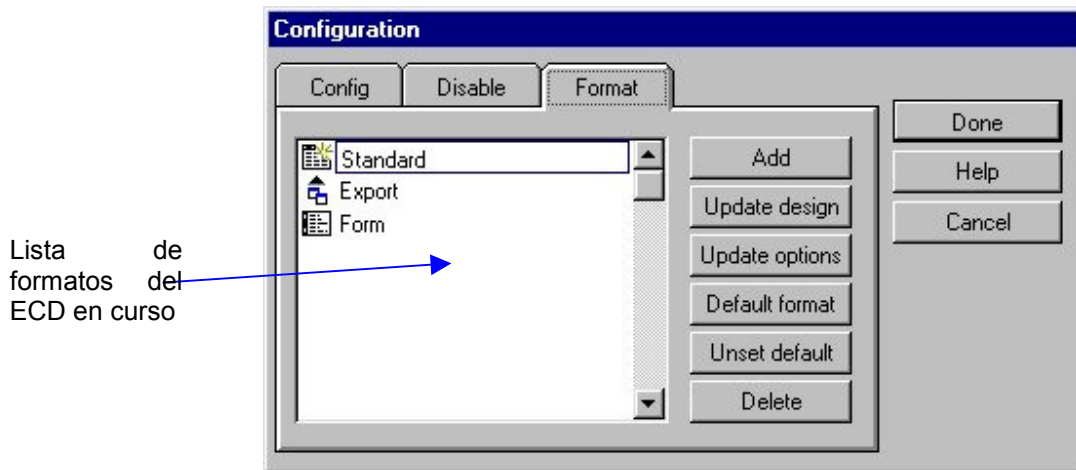 Configuration
Config
Disable
Format
Standard
Export
Form
Add
Update design
Update options
Default format
Unset default
Delete
Done
Help
Cancel
Lista de
formatos del
ECD en curso